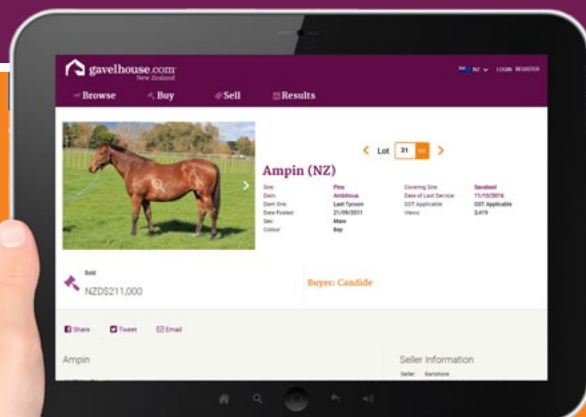 gavelhouse.com
New Zealand
NZ
LOGIN REGISTER
Browse
Buy
Sell
Results
Lot 31
Ampin (NZ)
Sire: Pins
Dam: Ambitious
Dam Sire: Last Tycoon
Date Foaled: 21/09/2011
Sex: Mare
Colour: Bay
Covering Sire: Savabeel
Date of Last Service: 11/10/2016
GST Applicable: GST Applicable
Views: 3,419
Sold
NZD$211,000
Buyer: Candide
Share
Tweet
Email
Ampin
Seller Information
Seller: